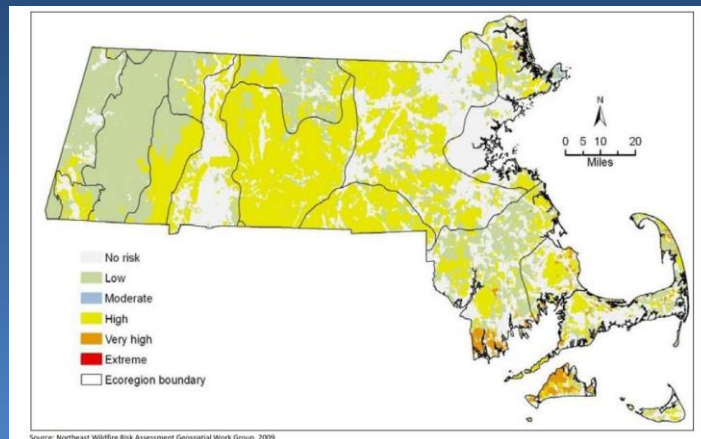 N
0 5 10 20
Miles
No risk
Low
Moderate
High
Very high
Extreme
Ecoregion boundary
Source: Northeast Wildfire Risk Assessment Geospatial Work Group, 2009